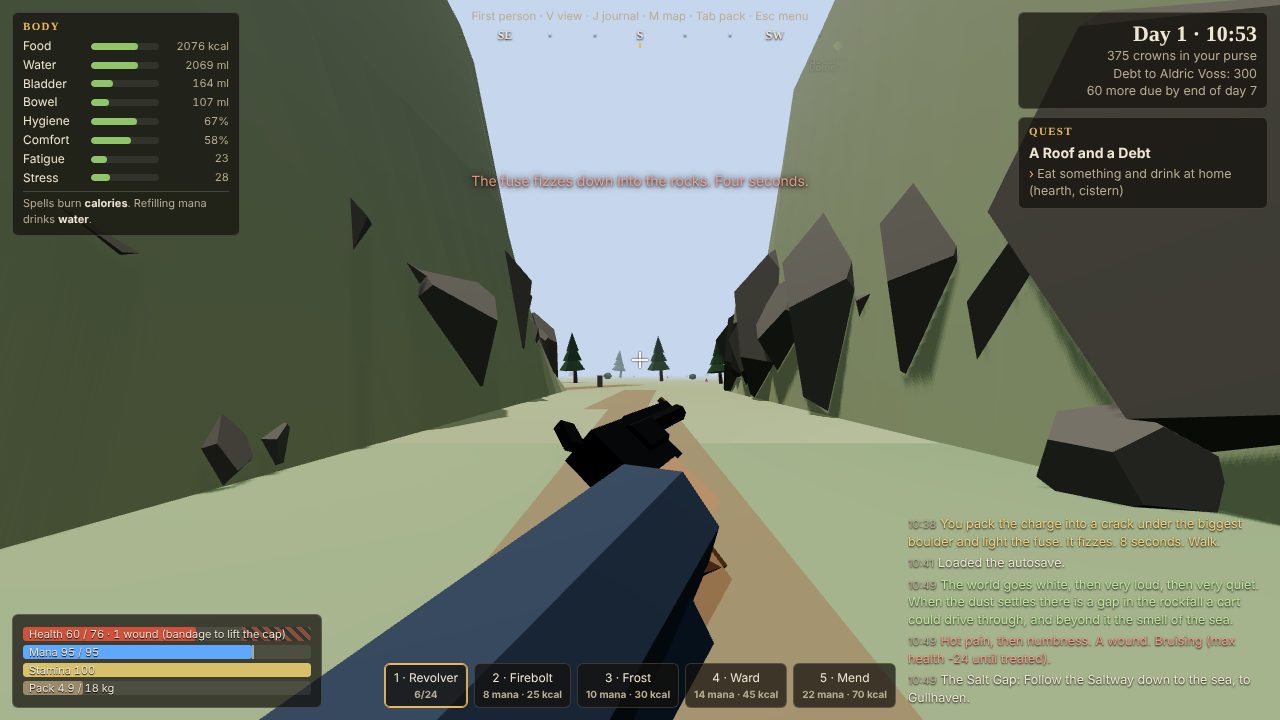 First person · V view · J journal · M map · Tab pack · Esc menu
SE S SW
home
BODY
Food 2076 kcal
Water 2069 ml
Bladder 164 ml
Bowel 107 ml
Hygiene 67%
Comfort 58%
Fatigue 23
Stress 28
Spells burn calories. Refilling mana
drinks water.
Day 1 · 10:53
375 crowns in your purse
Debt to Aldric Voss: 300
60 more due by end of day 7
QUEST
A Roof and a Debt
› Eat something and drink at home
(hearth, cistern)
The fuse fizzes down into the rocks. Four seconds.
10:38 You pack the charge into a crack under the biggest
boulder and light the fuse. It fizzes. 8 seconds. Walk.
10:41 Loaded the autosave.
10:49 The world goes white, then very loud, then very quiet.
When the dust settles there is a gap in the rockfall a cart
could drive through, and beyond it the smell of the sea.
10:49 Hot pain, then numbness. A wound. Bruising (max
health -24 until treated).
10:49 The Salt Gap: Follow the Saltway down to the sea, to
Gullhaven.
Health 60 / 76 · 1 wound (bandage to lift the cap)
Mana 95 / 95
Stamina 100
Pack 4.9 / 18 kg
1 · Revolver
6/24
2 · Firebolt
8 mana · 25 kcal
3 · Frost
10 mana · 30 kcal
4 · Ward
14 mana · 45 kcal
5 · Mend
22 mana · 70 kcal